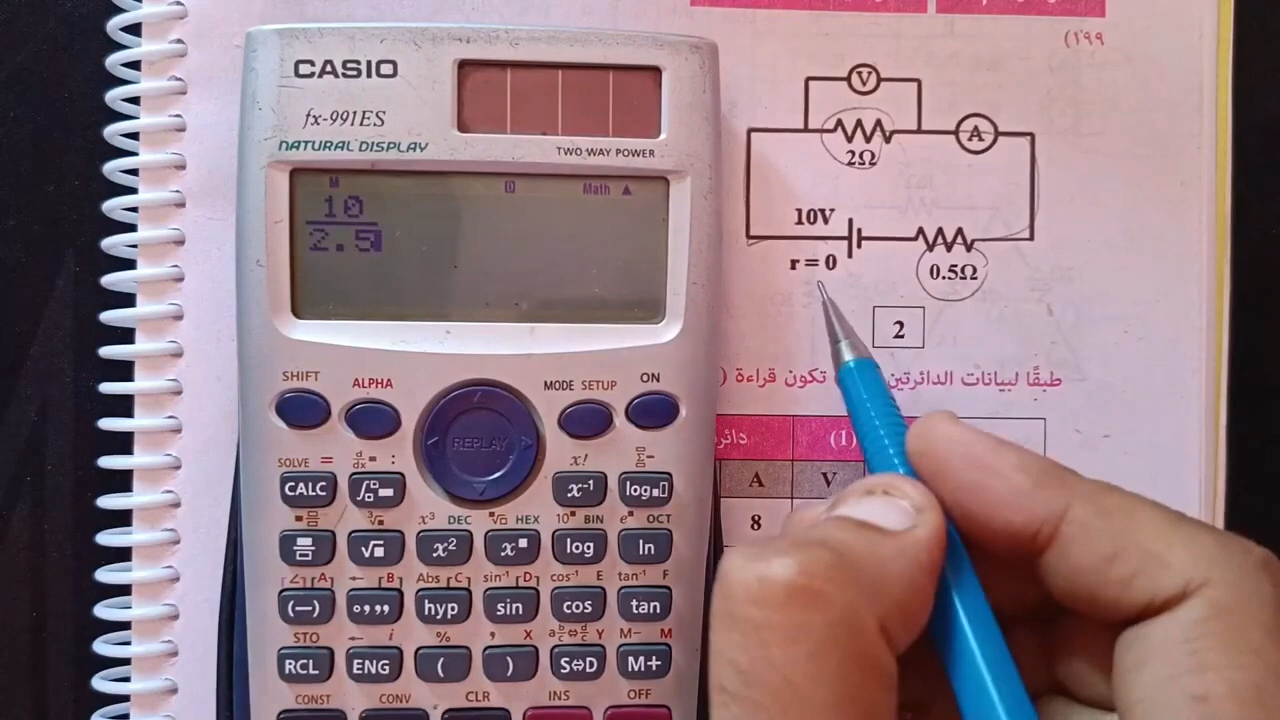 CASIO
fx-991ES
NATURAL DISPLAY
TWO WAY POWER
M D Math ▲
10
2.5
SHIFT ALPHA MODE SETUP ON
REPLAY
SOLVE = d/dx : x! Σ
CALC ∫ x⁻¹ log
∛ x³ DEC HEX 10 BIN e OCT
√ x² x log ln
∠ A ← B Abs C sin⁻¹ D cos⁻¹ E tan⁻¹ F
(—) hyp sin cos tan
STO ← i % , X a b/c⇔d/c Y M– M
RCL ENG ( ) S⇔D M+
CONST CONV CLR INS OFF
١٩٩)
V
2Ω
A
10V
r = 0
0.5Ω
2
طبقًا لبيانات الدائرتين تكون قراءة (
(1)
A V
8